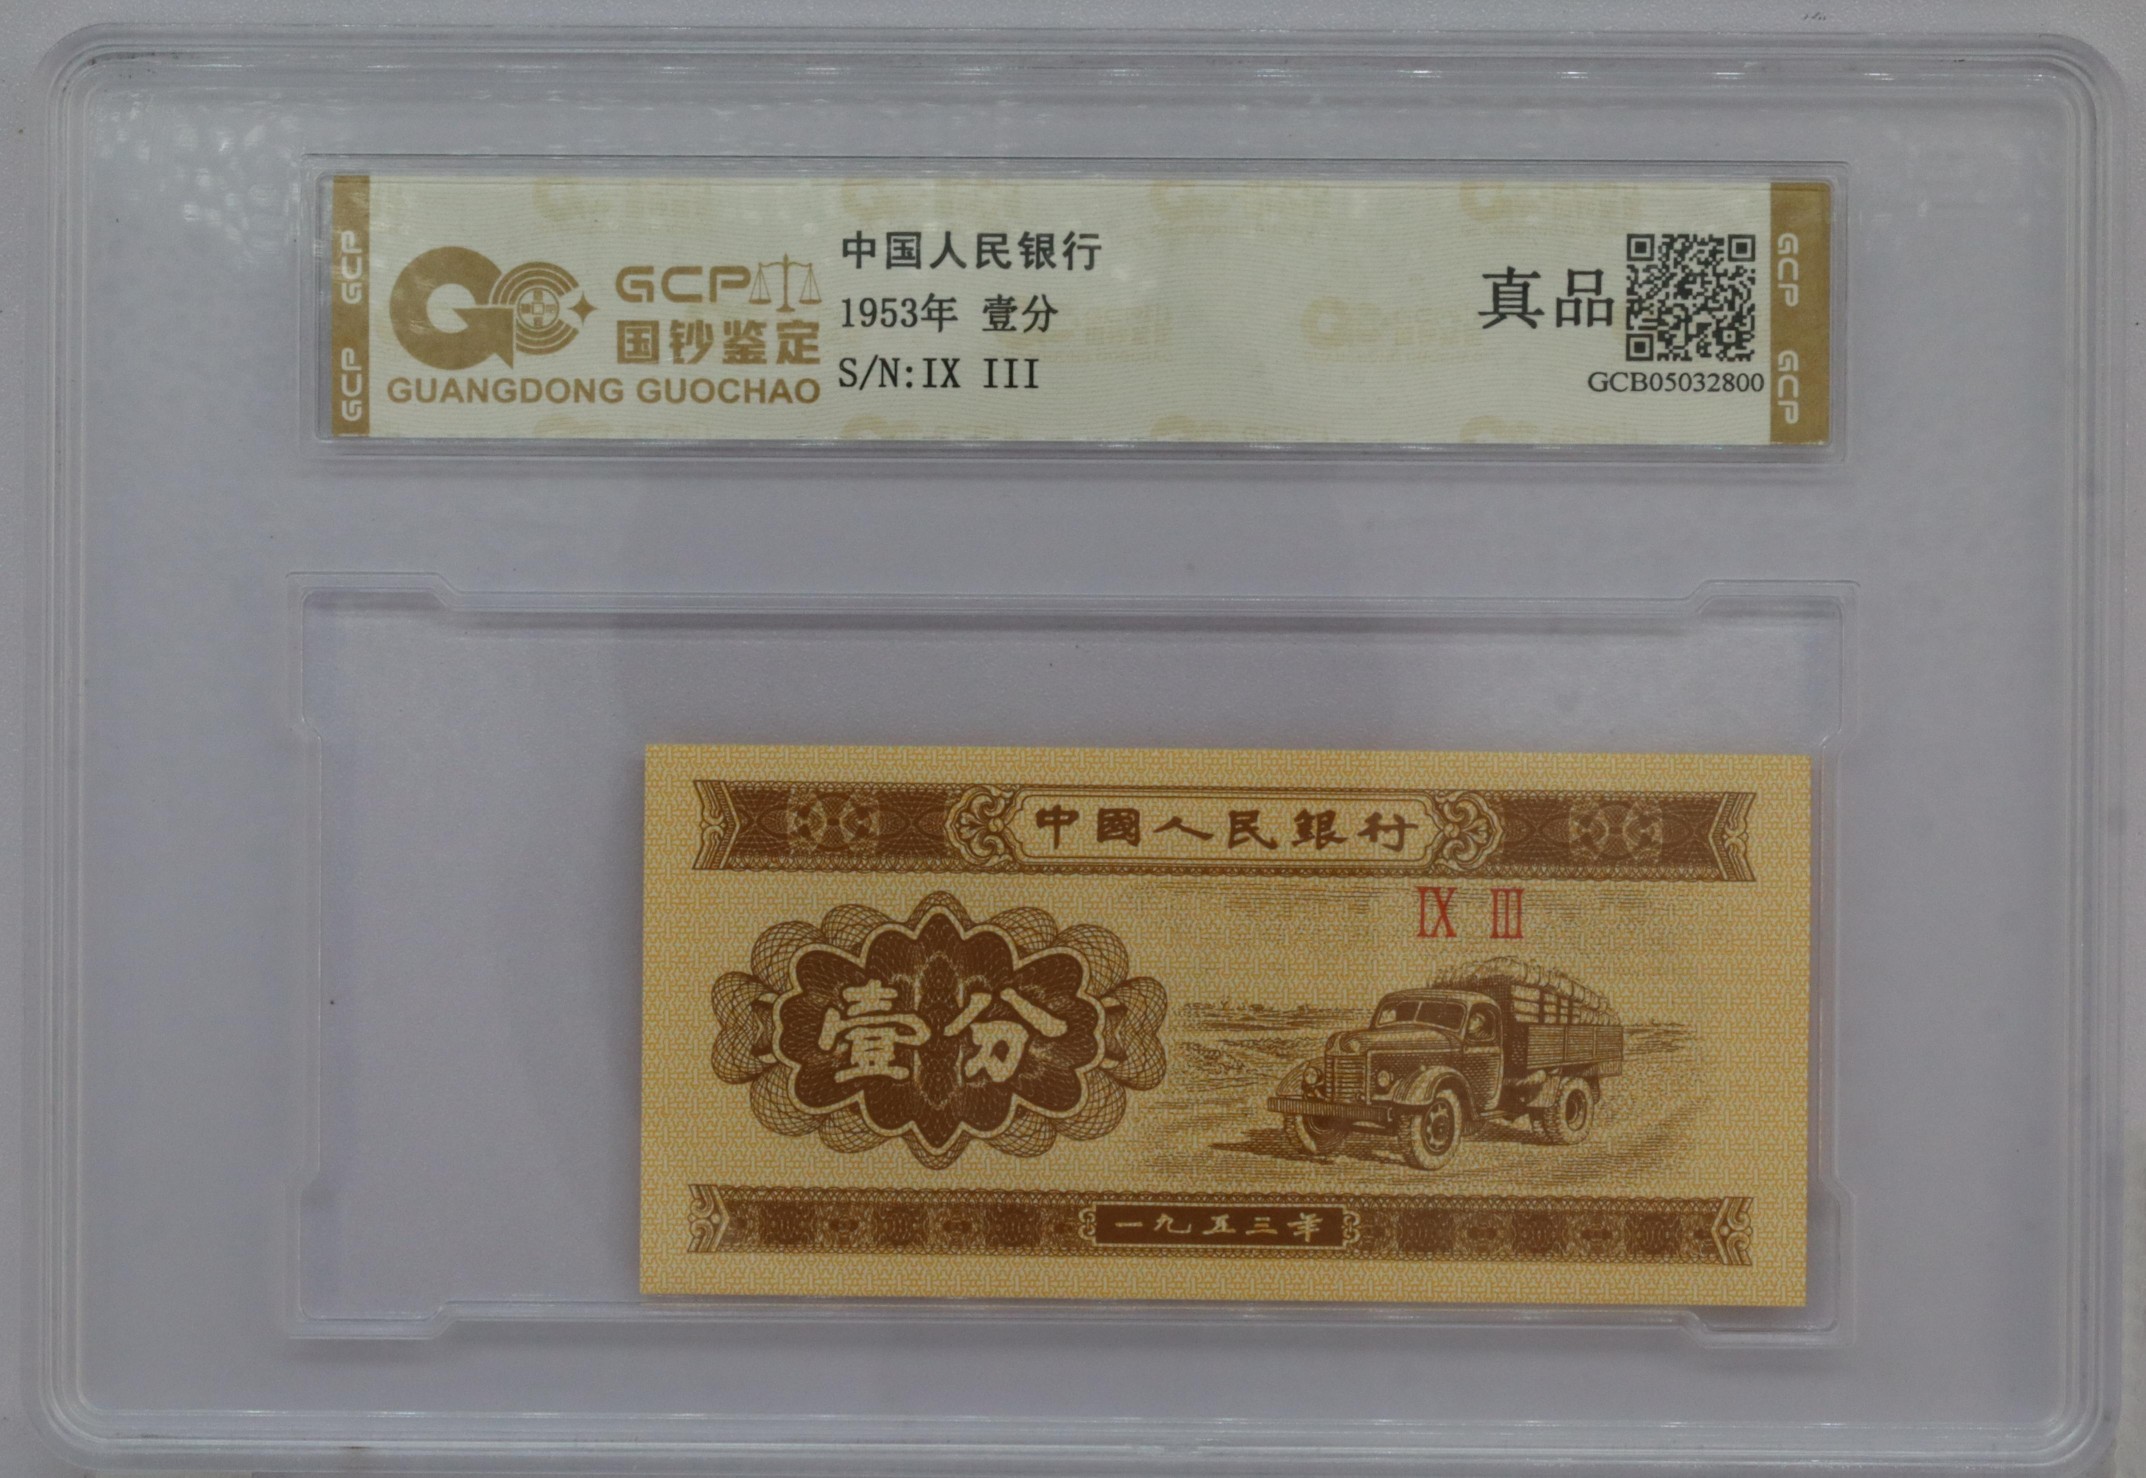 GCP GCP
GCP
国钞鉴定
GUANGDONG GUOCHAO
中国人民银行
1953年 壹分
S/N:IX III
真品
GCB05032800
GCP GCP
中國人民銀行
IX III
壹分
一九五三年